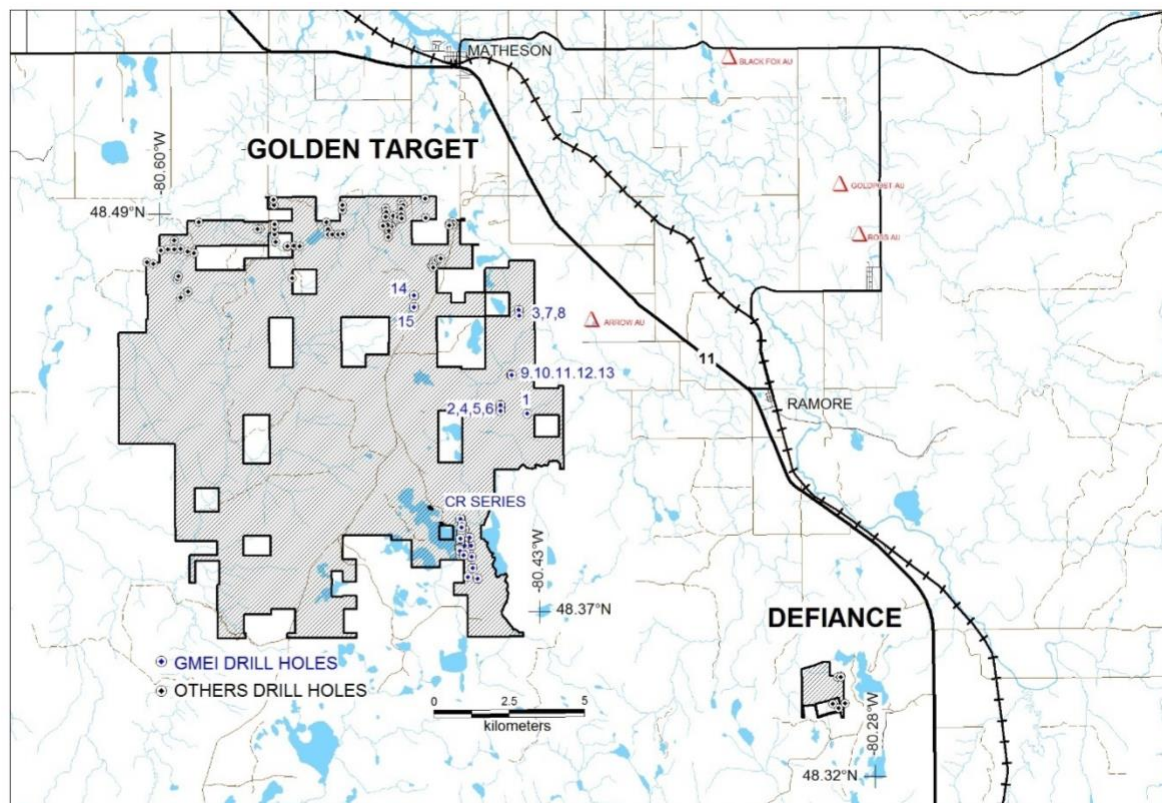 MATHESON
BLACK FOX AU
GOLDEN TARGET
80.60°W
48.49°N
GOLDPOST AU
ROSS AU
14
15
3,7,8
ARROW AU
11
9.10.11.12.13
1
2,4,5,6
RAMORE
CR SERIES
80.43°W
48.37°N
DEFIANCE
GMEI DRILL HOLES
OTHERS DRILL HOLES
0 2.5 5
kilometers
80.28°W
48.32°N